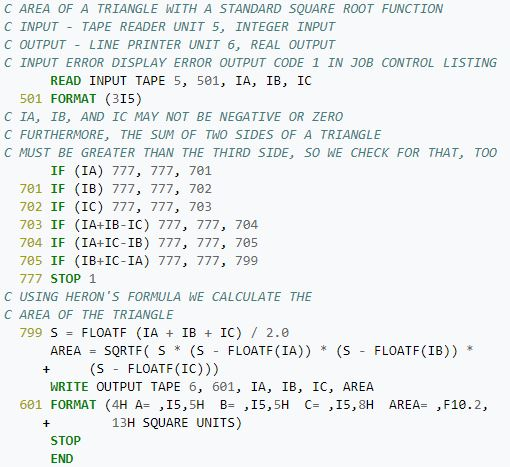 C AREA OF A TRIANGLE WITH A STANDARD SQUARE ROOT FUNCTION
C INPUT - TAPE READER UNIT 5, INTEGER INPUT
C OUTPUT - LINE PRINTER UNIT 6, REAL OUTPUT
C INPUT ERROR DISPLAY ERROR OUTPUT CODE 1 IN JOB CONTROL LISTING
      READ INPUT TAPE 5, 501, IA, IB, IC
  501 FORMAT (3I5)
C IA, IB, AND IC MAY NOT BE NEGATIVE OR ZERO
C FURTHERMORE, THE SUM OF TWO SIDES OF A TRIANGLE
C MUST BE GREATER THAN THE THIRD SIDE, SO WE CHECK FOR THAT, TOO
      IF (IA) 777, 777, 701
  701 IF (IB) 777, 777, 702
  702 IF (IC) 777, 777, 703
  703 IF (IA+IB-IC) 777, 777, 704
  704 IF (IA+IC-IB) 777, 777, 705
  705 IF (IB+IC-IA) 777, 777, 799
  777 STOP 1
C USING HERON'S FORMULA WE CALCULATE THE
C AREA OF THE TRIANGLE
  799 S = FLOATF (IA + IB + IC) / 2.0
      AREA = SQRTF( S * (S - FLOATF(IA)) * (S - FLOATF(IB)) *
     +     (S - FLOATF(IC)))
      WRITE OUTPUT TAPE 6, 601, IA, IB, IC, AREA
  601 FORMAT (4H A= ,I5,5H  B= ,I5,5H  C= ,I5,8H  AREA= ,F10.2,
     +        13H SQUARE UNITS)
      STOP
      END